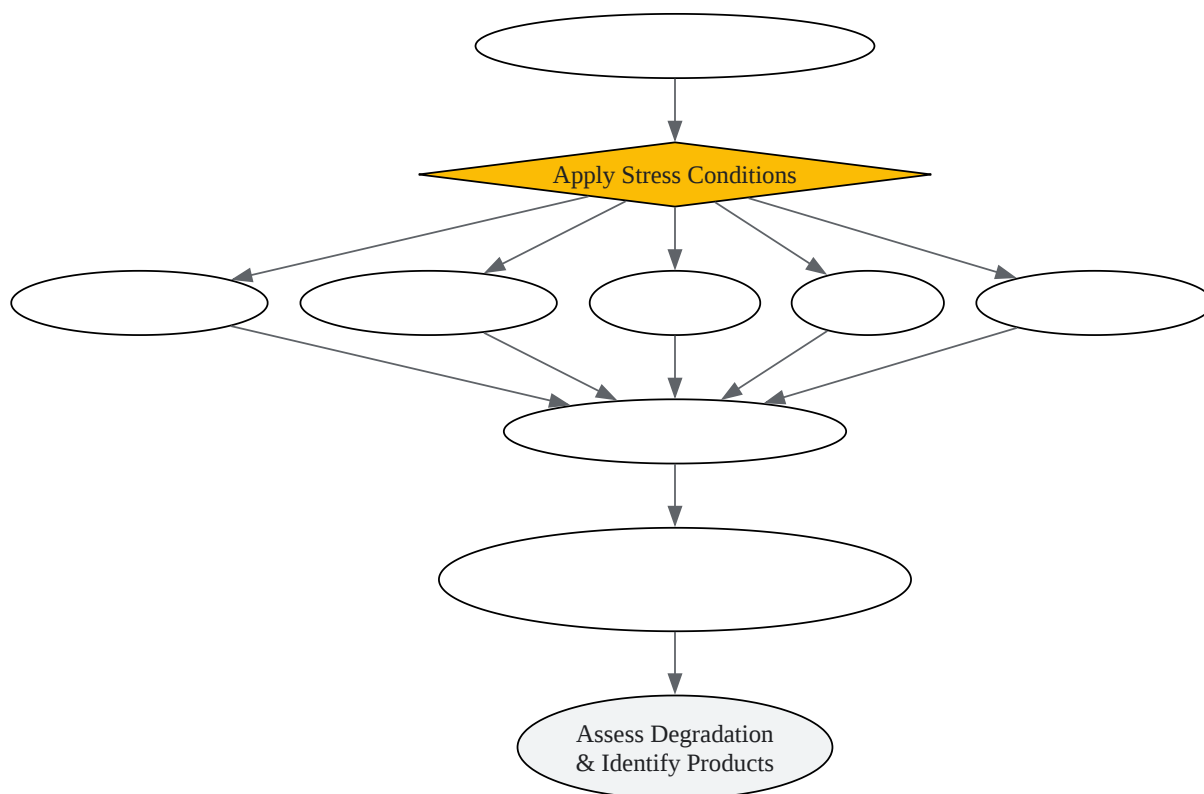 Apply Stress Conditions
Assess Degradation
& Identify Products